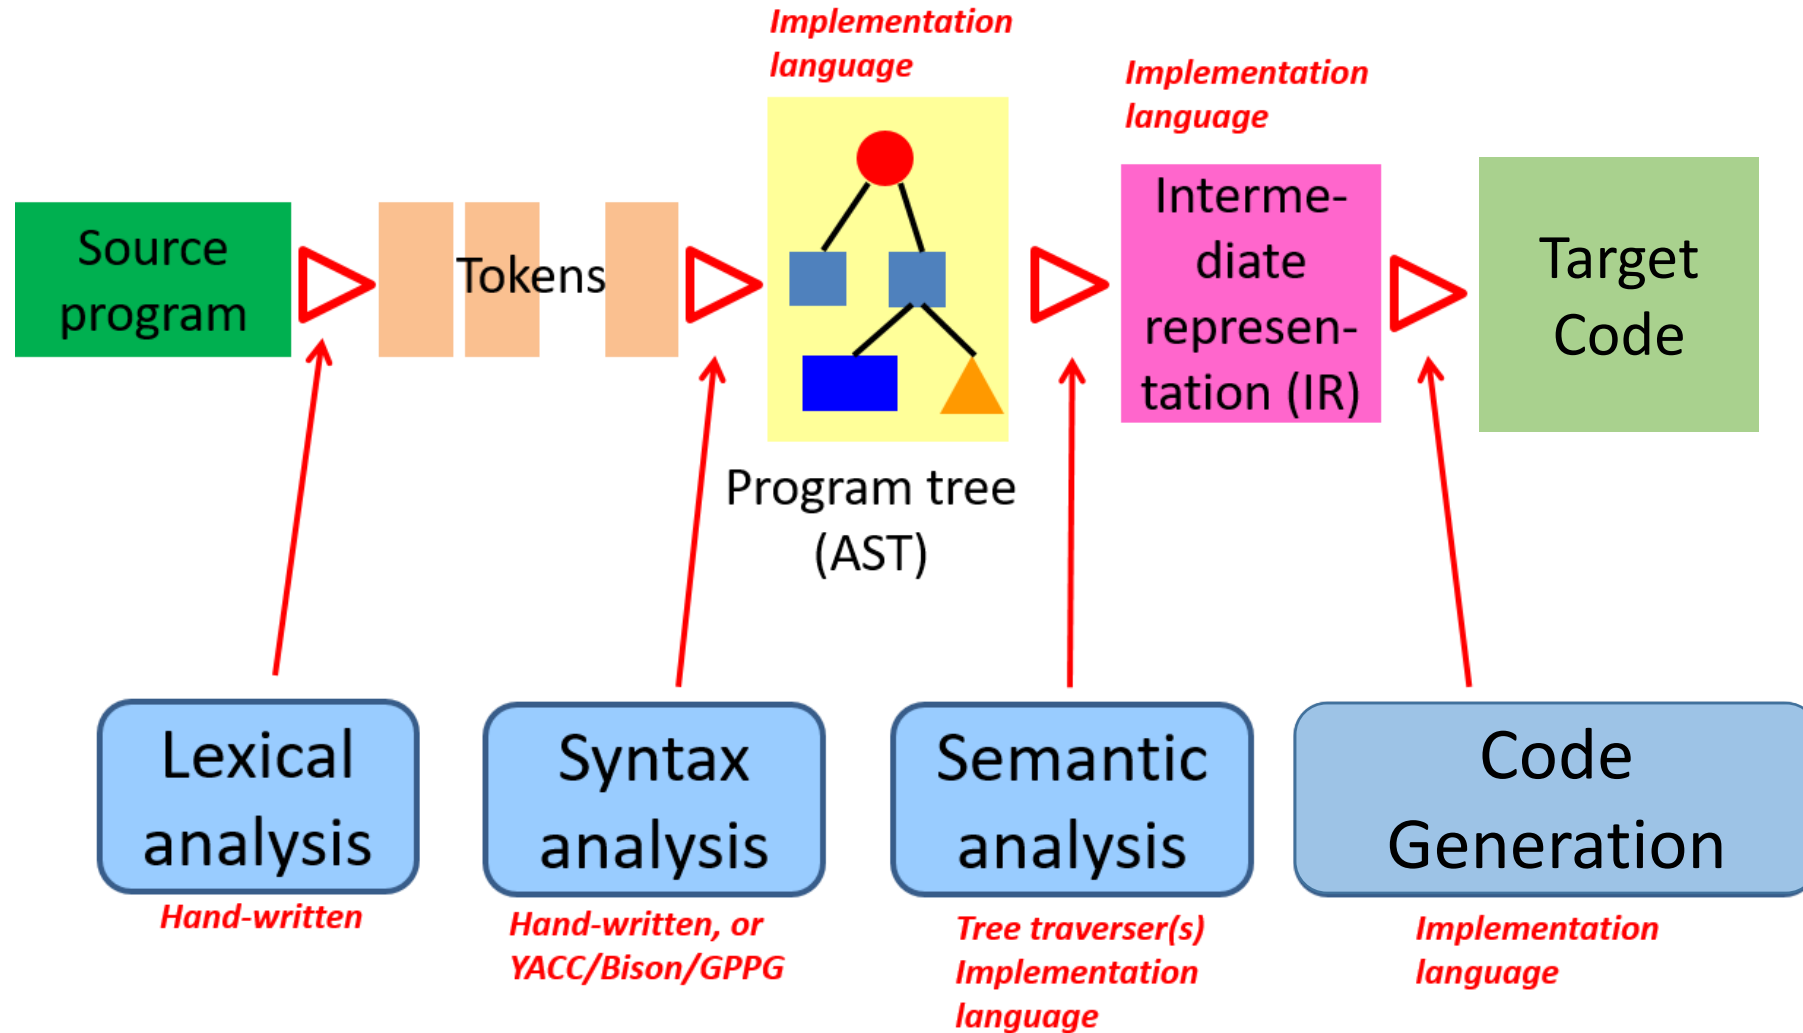 Implementation
language
Implementation
language
Source
program
Tokens
Interme-
diate
represen-
tation (IR)
Target
Code
Program tree
(AST)
Lexical
analysis
Syntax
analysis
Semantic
analysis
Code
Generation
Hand-written
Hand-written, or
YACC/Bison/GPPG
Tree traverser(s)
Implementation
language
Implementation
language